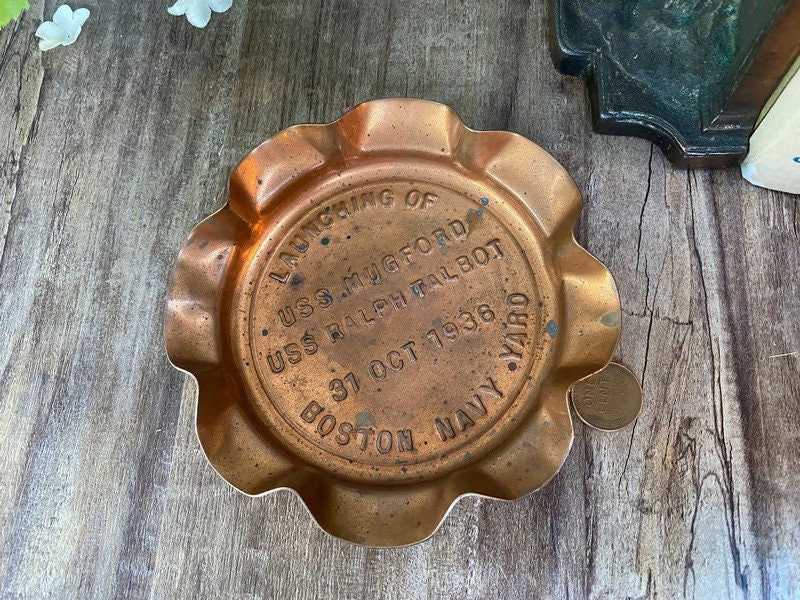 LAUNCHING OF
USS MUGFORD
USS RALPH TALBOT
31 OCT 1936
BOSTON NAVY YARD
ONE
CENT